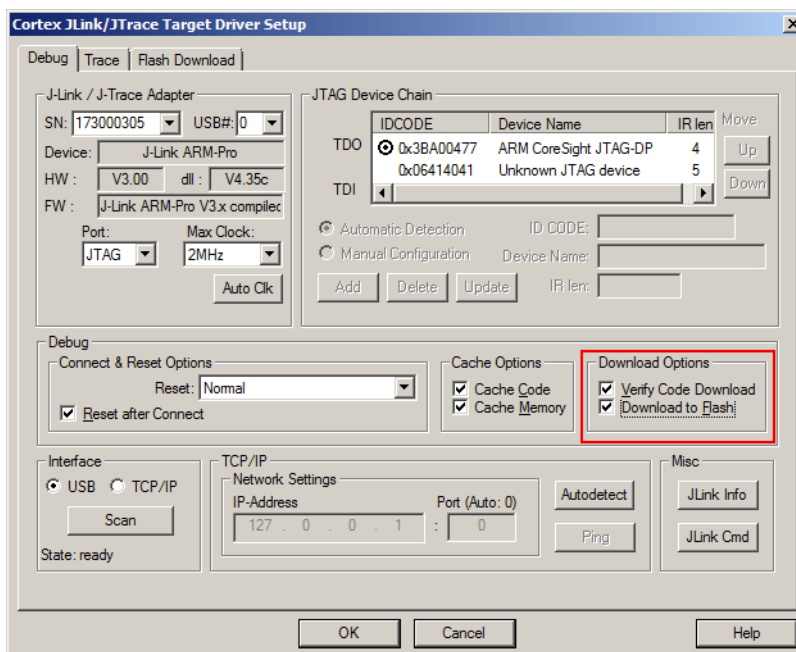 Cortex JLink/JTrace Target Driver Setup
Debug Trace Flash Download
J-Link / J-Trace Adapter
SN: 173000305 USB#: 0
Device: J-Link ARM-Pro
HW : V3.00 dll : V4.35c
FW : J-Link ARM-Pro V3.x compiled
Port: Max Clock:
JTAG 2MHz
Auto Clk
JTAG Device Chain
IDCODE Device Name IR len Move
TDO 0x3BA00477 ARM CoreSight JTAG-DP 4 Up
0x06414041 Unknown JTAG device 5
TDI Down
Automatic Detection ID CODE:
Manual Configuration Device Name:
Add Delete Update IR len:
Debug
Connect & Reset Options
Reset: Normal
Reset after Connect
Cache Options
Cache Code
Cache Memory
Download Options
Verify Code Download
Download to Flash
Interface
USB TCP/IP
Scan
State: ready
TCP/IP
Network Settings
IP-Address Port (Auto: 0)
127 . 0 . 0 . 1 : 0
Autodetect
Ping
Misc
JLink Info
JLink Cmd
OK Cancel Help